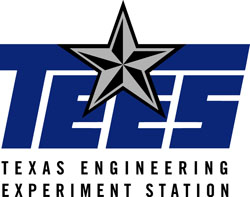 TEES
TEXAS ENGINEERING
EXPERIMENT STATION